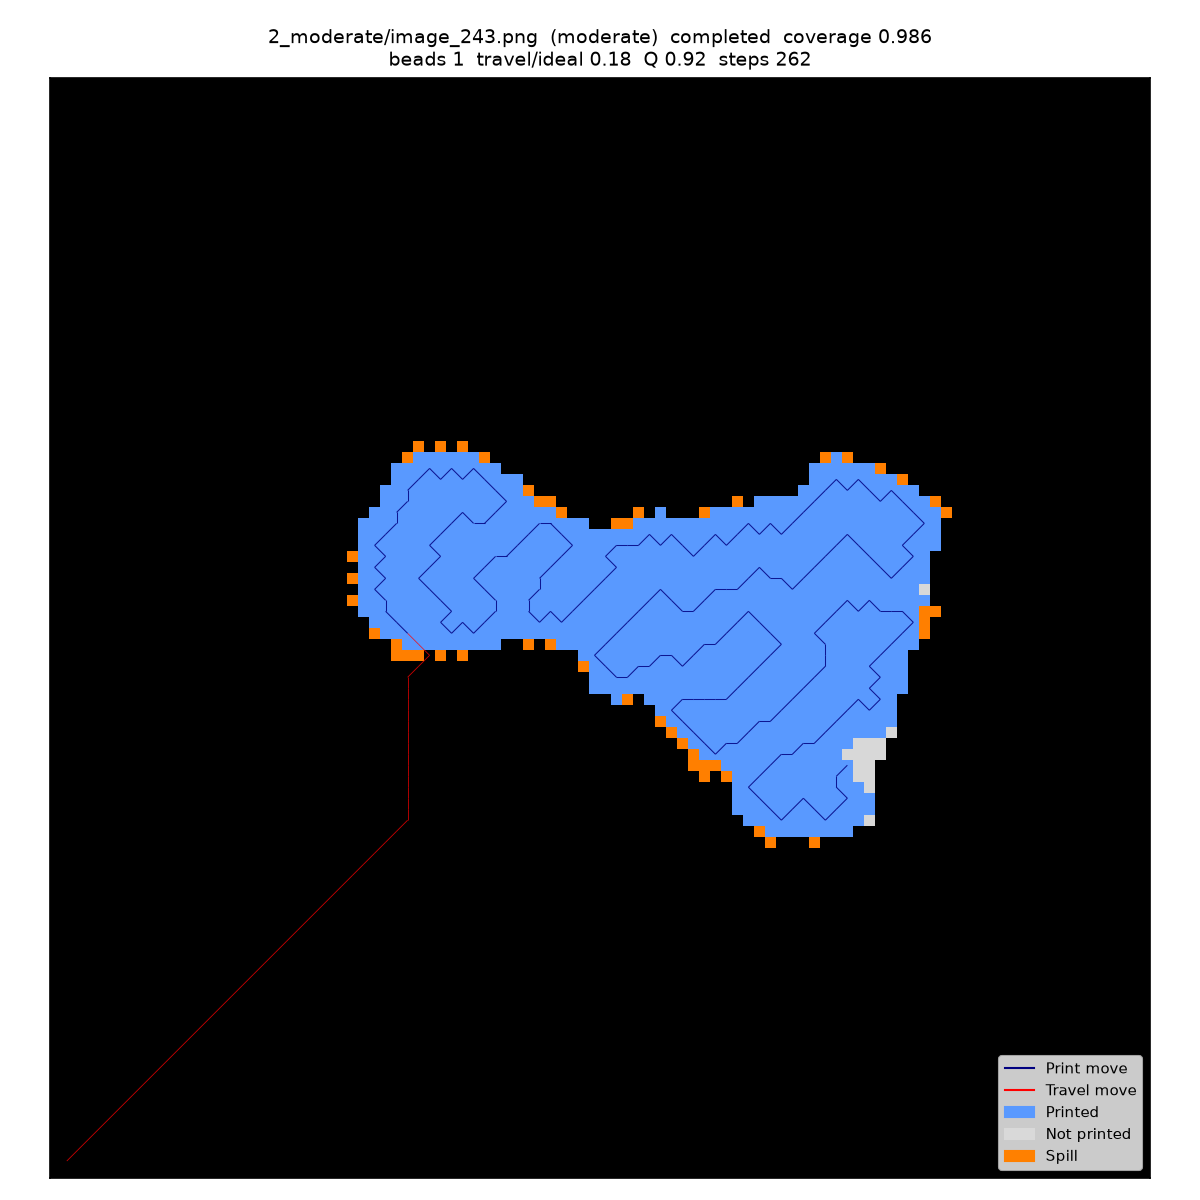 2_moderate/image_243.png  (moderate)  completed  coverage 0.986
beads 1  travel/ideal 0.18  Q 0.92  steps 262
Print move
Travel move
Printed
Not printed
Spill